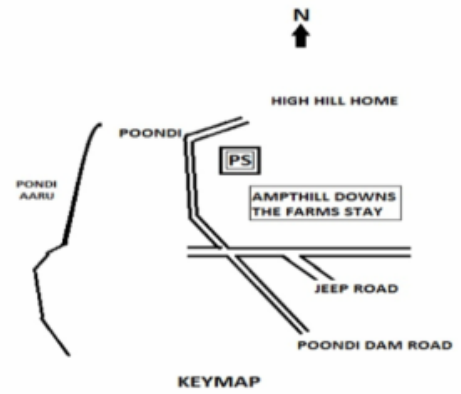 N
HIGH HILL HOME
POONDI
PS
PONDI
AARU
AMPTHILL DOWNS
THE FARMS STAY
JEEP ROAD
POONDI DAM ROAD
KEYMAP